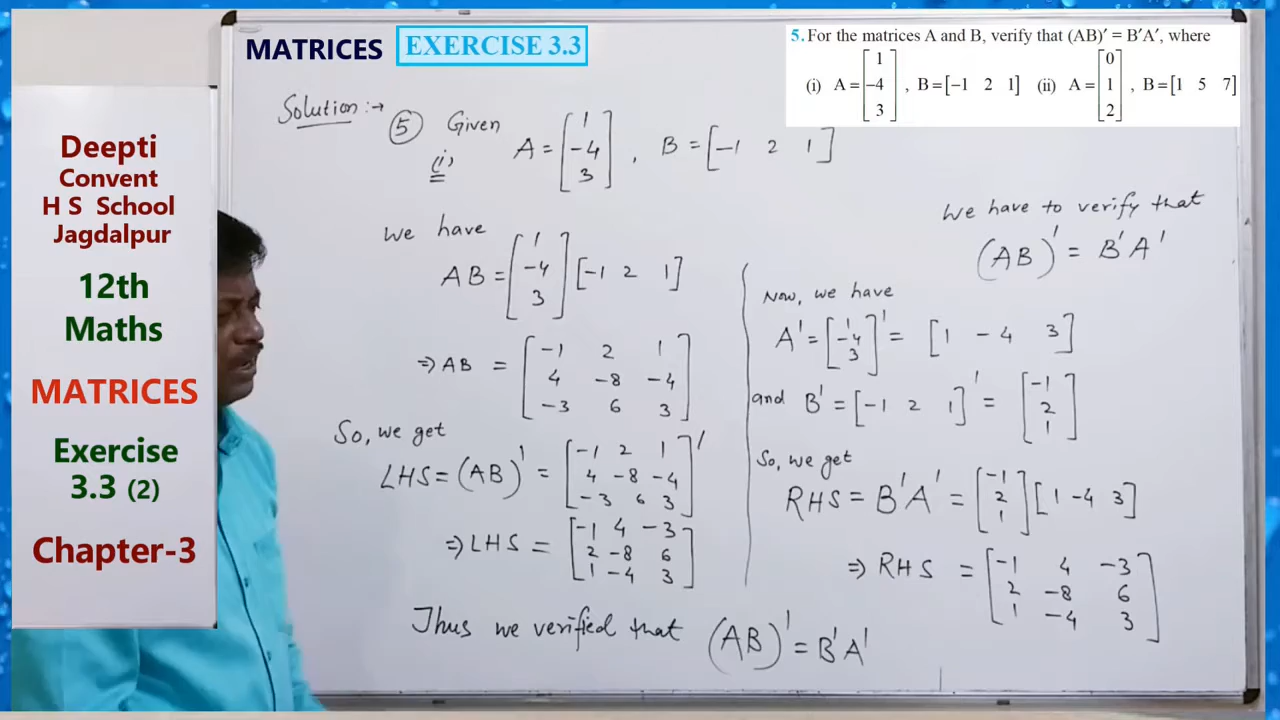 MATRICES EXERCISE 3.3
5. For the matrices A and B, verify that (AB)′ = B′A′, where
(i) A = [1 −4 3], B = [−1 2 1] (ii) A = [0 1 2], B = [1 5 7]
Deepti
Convent
H S School
Jagdalpur
12th
Maths
MATRICES
Exercise
3.3 (2)
Chapter-3
Solution :→
5 Given
(i) A = [1 −4 3], B = [−1 2 1]
We have to verify that
(AB)′ = B′A′
We have
AB = [1 −4 3] [−1 2 1]
⇒ AB = [−1 2 1
4 −8 −4
−3 6 3]
So, we get
LHS = (AB)′ = [−1 2 1
4 −8 −4
−3 6 3]′
⇒ LHS = [−1 4 −3
2 −8 6
1 −4 3]
Now, we have
A′ = [1 −4 3]′ = [1 −4 3]
and B′ = [−1 2 1]′ = [−1 2 1]
So, we get
RHS = B′A′ = [−1 2 1] [1 −4 3]
⇒ RHS = [−1 4 −3
2 −8 6
1 −4 3]
Thus we verified that (AB)′ = B′A′